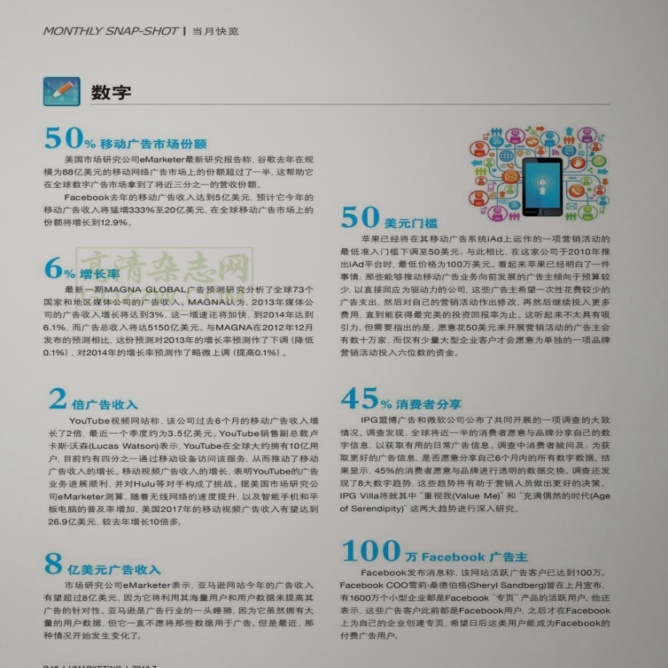 MONTHLY SNAP-SHOT | 当月快览
数字
50% 移动广告市场份额
美国市场研究公司eMarketer最新研究报告称, 谷歌去年在规
模为88亿美元的移动网络广告市场上的份额超过了一半, 这帮助它
在全球数字广告市场拿到了将近三分之一的营收份额。
Facebook去年的移动广告收入达到5亿美元, 预计它今年的
移动广告收入将猛增333%至20亿美元, 在全球移动广告市场上的
份额将增长到12.9%。
高清杂志网
6% 增长率
最新一期MAGNA GLOBAL广告预测研究分析了全球73个
国家和地区媒体公司的广告收入。MAGNA认为, 2013年媒体公
司的广告收入增长将达到3%, 这一增速还将加快, 到2014年达到
6.1%, 而广告总收入将达5150亿美元。与MAGNA在2012年12月
发布的预测相比, 这份预测对2013年的增长率预测作了下调 (降低
0.1%) , 对2014年的增长率预测作了略微上调 (提高0.1%) 。
2 倍广告收入
YouTube视频网站称, 该公司过去6个月的移动广告收入增
长了2倍, 最近一个季度约为3.5亿美元。YouTube销售副总裁卢
卡斯·沃森(Lucas Watson)表示, YouTube在全球大约拥有10亿用
户, 目前约有四分之一通过移动设备访问该服务, 从而推动了移动
广告收入的增长。移动视频广告收入的增长, 表明YouTube的广告
业务进展顺利, 并对Hulu等对手构成了挑战。据美国市场研究公
司eMarketer测算, 随着无线网络的速度提升, 以及智能手机和平
板电脑的普及率增加, 美国2017年的移动视频广告收入有望达到
26.9亿美元, 较去年增长10倍多。
8 亿美元广告收入
市场研究公司eMarketer表示, 亚马逊网站今年的广告收入
有望超过8亿美元, 因为它将利用其海量用户和用户数据来提高其
广告的针对性。亚马逊是广告行业的一头睡狮, 因为它虽然拥有大
量的用户数据, 但它一直不愿将那些数据用于广告。但是最近, 那
种情况开始发生变化了。
50 美元门槛
苹果已经将在其移动广告系统iAd上运作的一项营销活动的
最低准入门槛下调至50美元, 与此相比, 在这家公司于2010年推
出iAd平台时, 最低价格为100万美元。看起来苹果已经明白了一件
事情, 那些能够推动移动广告业务向前发展的广告主倾向于预算较
少, 以直接回应为驱动力的公司, 这些广告主希望一次性花费较少的
广告支出, 然后对自己的营销活动作出修改, 再然后继续投入更多
费用, 直到能获得最完美的投资回报率为止。这听起来不太具有吸
引力, 但需要指出的是, 愿意花50美元来开展营销活动的广告主会
有数十万家, 而仅有少量大型企业客户才会愿意为单独的一项品牌
营销活动投入六位数的资金。
45% 消费者分享
IPG盟博广告和微软公司公布了共同开展的一项调查的大致
情况。调查发现, 全球将近一半的消费者愿意与品牌分享自己的数
字信息, 以获取有用的日常广告信息。调查中消费者被问及, 为获
取更好的广告信息, 是否愿意分享自己6个月内的所有数字数据。结
果显示, 45%的消费者愿意与品牌进行透明的数据交换。调查还发
现了8大数字趋势, 这些趋势将有助于营销人员做出更好的决策。
IPG Villa将就其中“重视我(Value Me)”和“充满偶然的时代(Age
of Serendipity)”这两大趋势进行深入研究。
100 万 Facebook 广告主
Facebook发布消息称, 该网站活跃广告客户已达到100万。
Facebook COO雪莉·桑德伯格(Sheryl Sandberg)曾在上月宣布,
有1600万个小型企业都是Facebook“专页”产品的活跃用户。他还
表示, 这些广告客户此前都是Facebook用户, 之后才在Facebook
上为自己的企业创建专页, 希望日后这类用户能成为Facebook的
付费广告用户。